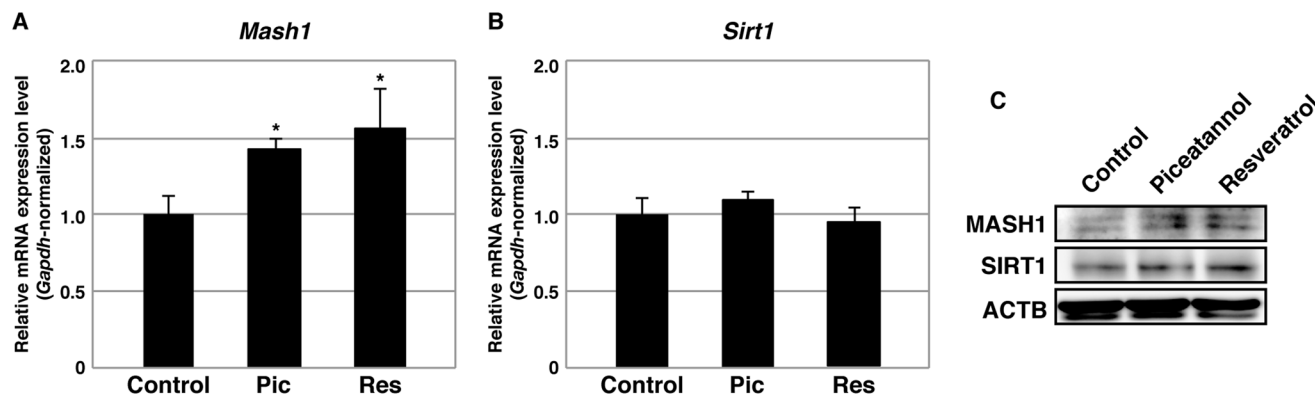 A
Mash1
Relative mRNA expression level
(Gapdh-normalized)
2.0
1.5
1.0
0.5
0
*
*
Control
Pic
Res
B
Sirt1
Relative mRNA expression level
(Gapdh-normalized)
2.0
1.5
1.0
0.5
0
Control
Pic
Res
C
Control
Piceatannol
Resveratrol
MASH1
SIRT1
ACTB